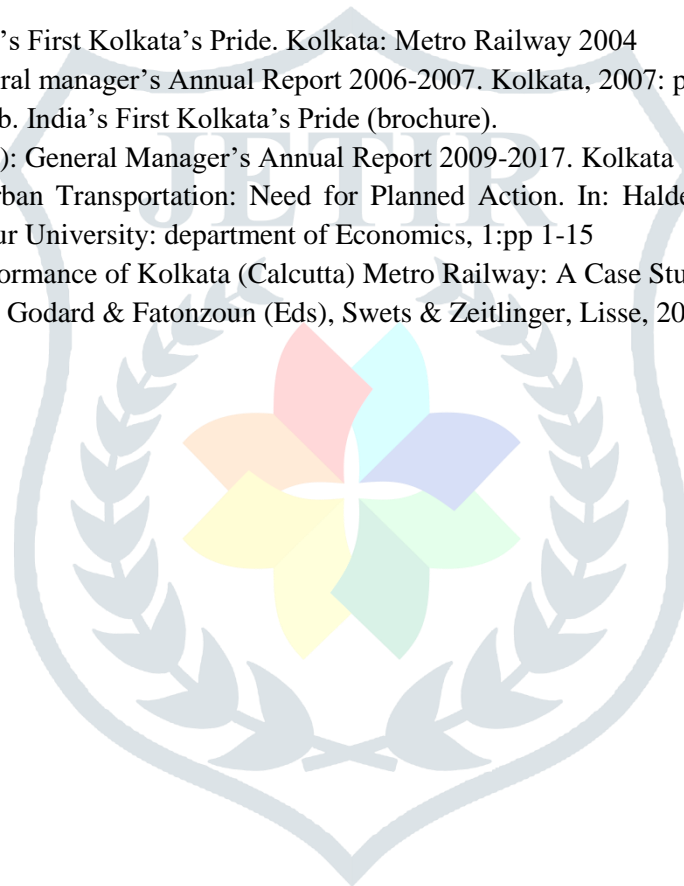 ’s First Kolkata’s Pride. Kolkata: Metro Railway 2004
ral manager’s Annual Report 2006-2007. Kolkata, 2007: p
b. India’s First Kolkata’s Pride (brochure).
): General Manager’s Annual Report 2009-2017. Kolkata
rban Transportation: Need for Planned Action. In: Halde
ur University: department of Economics, 1:pp 1-15
formance of Kolkata (Calcutta) Metro Railway: A Case Stu
Godard & Fatonzoun (Eds), Swets & Zeitlinger, Lisse, 20
JETIR